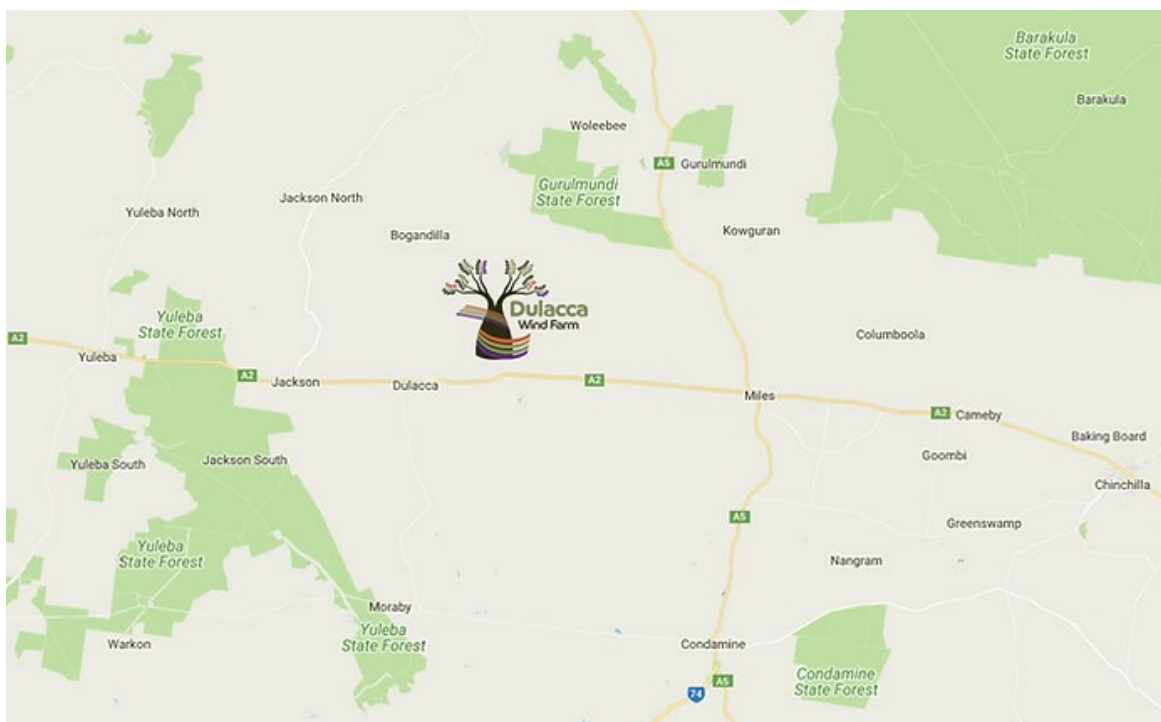 Barakula
State Forest
Barakula
Woleebee
A5
Gurulmundi
Gurulmundi
State Forest
Jackson North
Yuleba North
Bogandilla
Kowguran
Dulacca
Wind Farm
Yuleba
State Forest
A2
Yuleba
Columboola
A2
Jackson
Dulacca
A2
Miles
A2
Cameby
Baking Board
Yuleba South
Jackson South
Goombi
Chinchilla
A5
Greenswamp
Yuleba
State Forest
Nangram
Moraby
Yuleba
State Forest
Warkon
Condamine
Condamine
State Forest
A5
74